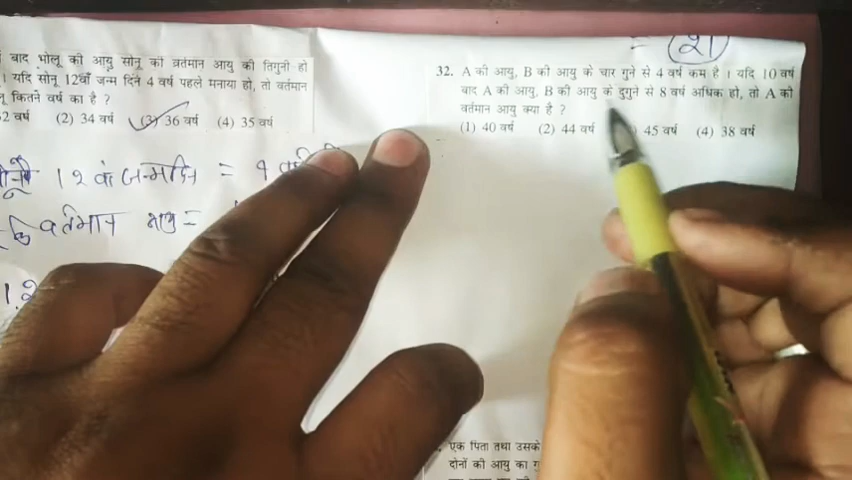 बाद भोलू की आयु सोनू की वर्तमान आयु की तिगुनी हो
। यदि सोनू 12वाँ जन्म दिन 4 वर्ष पहले मनाया हो, तो वर्तमान
कितने वर्ष का है ?
2 वर्ष (2) 34 वर्ष (3) 36 वर्ष (4) 35 वर्ष
12 वां जन्मदिन =
वर्तमान आयु =
= 21
32. A की आयु, B की आयु के चार गुने से 4 वर्ष कम है । यदि 10 वर्ष
बाद A की आयु, B की आयु के दुगुने से 8 वर्ष अधिक हो, तो A की
वर्तमान आयु क्या है ?
(1) 40 वर्ष (2) 44 वर्ष 45 वर्ष (4) 38 वर्ष
एक पिता तथा उसके
दोनों की आयु का